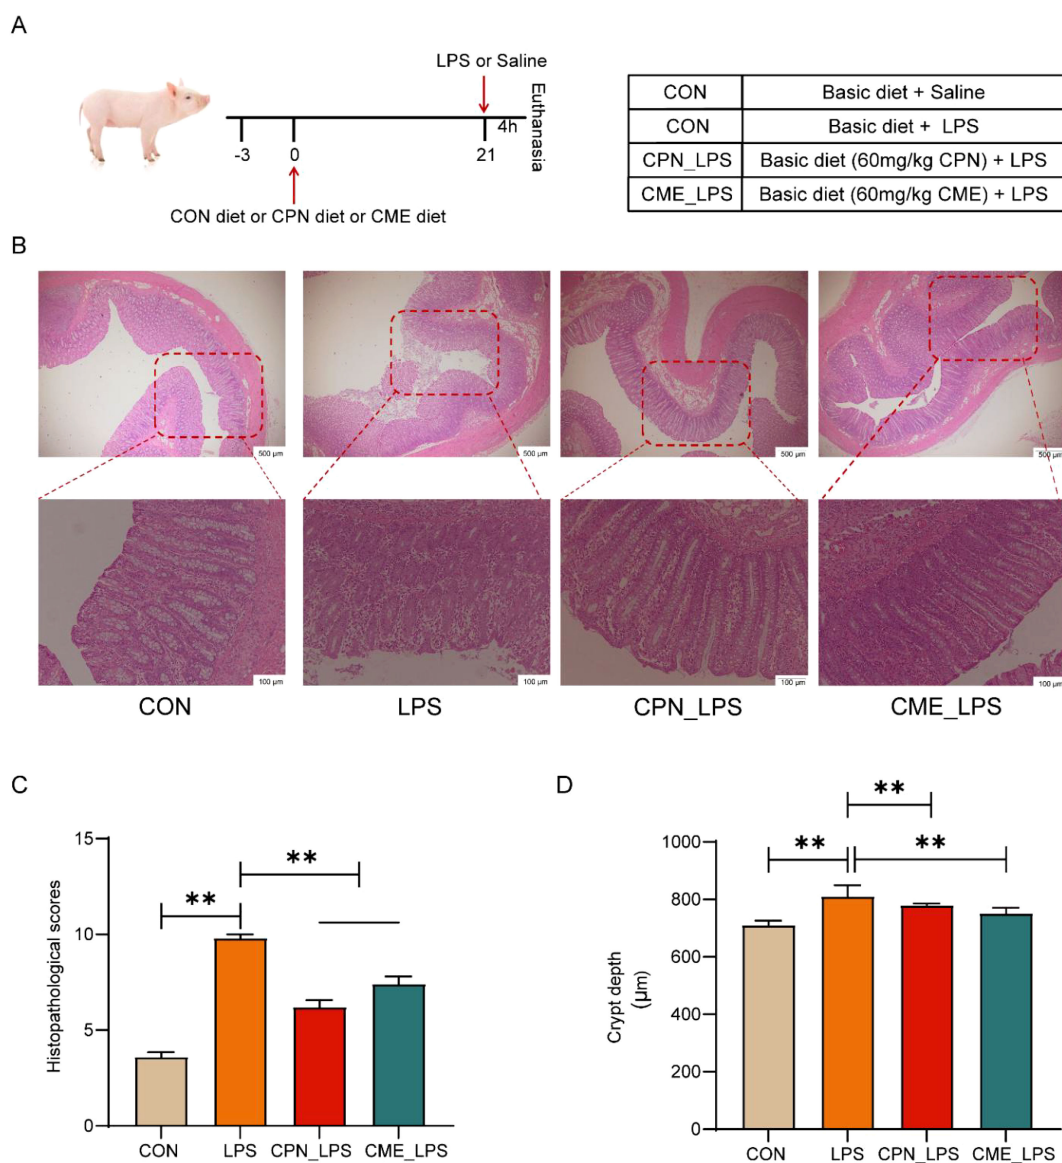 A
LPS or Saline
Euthanasia
4h
-3
0
21
CON diet or CPN diet or CME diet
CON Basic diet + Saline
CON Basic diet + LPS
CPN_LPS Basic diet (60mg/kg CPN) + LPS
CME_LPS Basic diet (60mg/kg CME) + LPS
B
500 µm
500 µm
500 µm
500 µm
100 µm
100 µm
100 µm
100 µm
CON
LPS
CPN_LPS
CME_LPS
C
Histopathological scores
15
10
5
0
**
**
CON
LPS
CPN_LPS
CME_LPS
D
Crypt depth
(µm)
1000
800
600
400
200
0
**
**
**
CON
LPS
CPN_LPS
CME_LPS